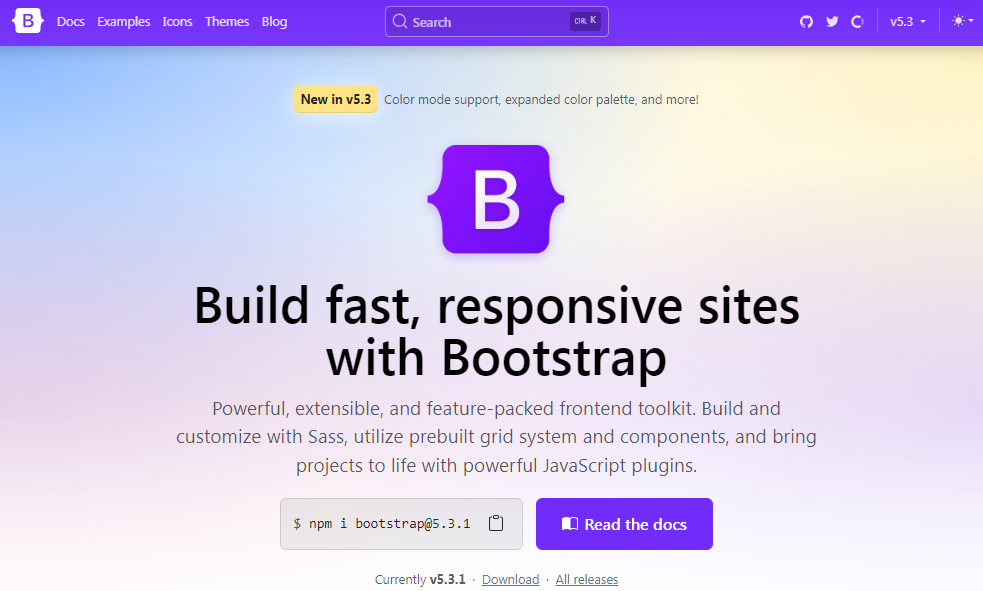 B Docs Examples Icons Themes Blog Search CTRL K v5.3
New in v5.3 Color mode support, expanded color palette, and more!
B
Build fast, responsive sites
with Bootstrap
Powerful, extensible, and feature-packed frontend toolkit. Build and
customize with Sass, utilize prebuilt grid system and components, and bring
projects to life with powerful JavaScript plugins.
$ npm i bootstrap@5.3.1 Read the docs
Currently v5.3.1 · Download · All releases